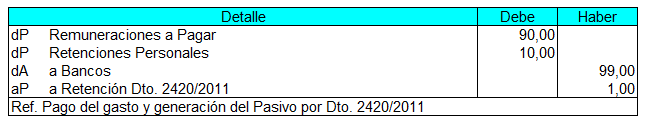 Detalle Debe Haber
dP Remuneraciones a Pagar 90,00
dP Retenciones Personales 10,00
dA a Bancos 99,00
aP a Retención Dto. 2420/2011 1,00
Ref. Pago del gasto y generación del Pasivo por Dto. 2420/2011